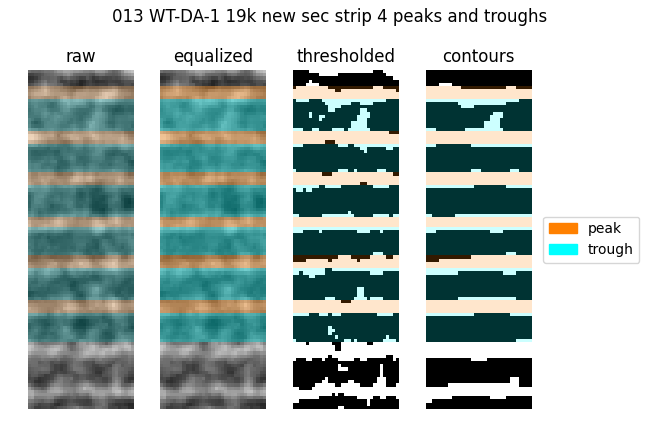 013 WT-DA-1 19k new sec strip 4 peaks and troughs
raw equalized thresholded contours
peak
trough